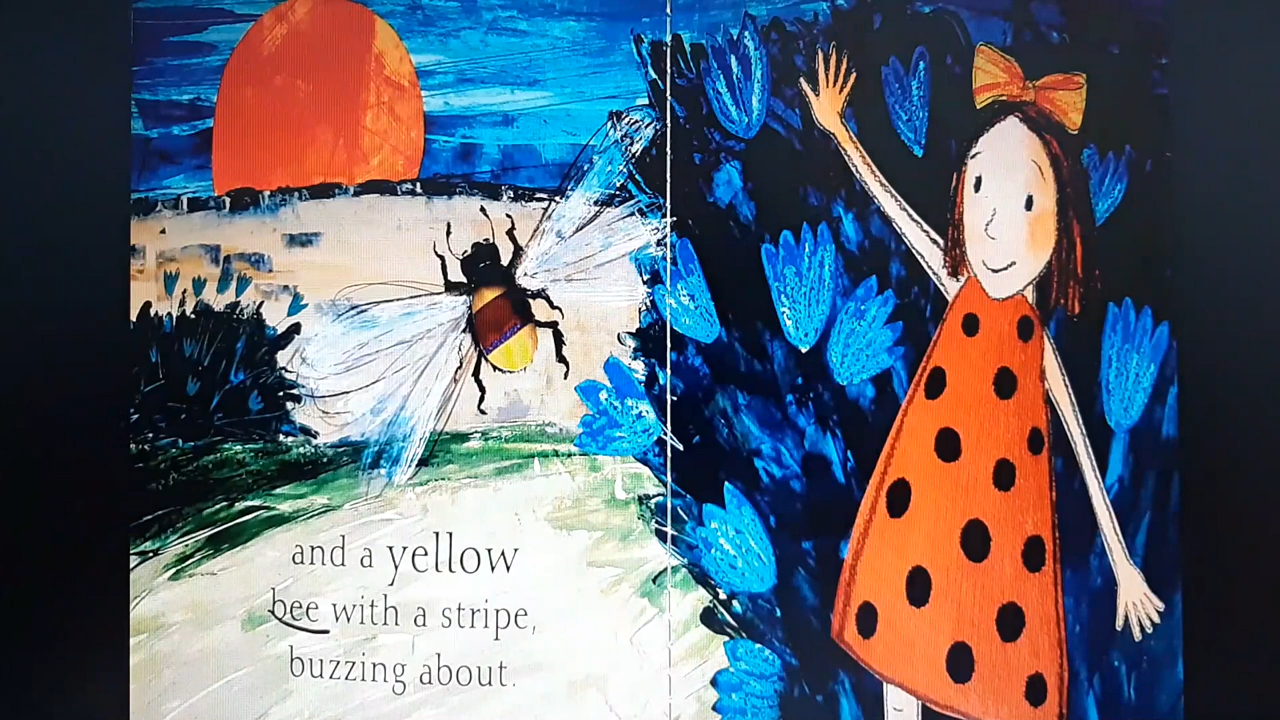 and a yellow
bee with a stripe,
buzzing about.